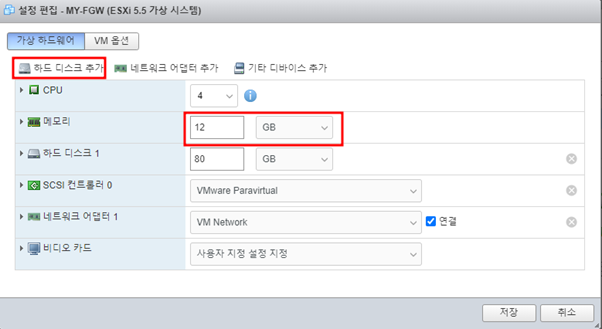 설정 편집 - MY-FGW (ESXi 5.5 가상 시스템)
가상 하드웨어 VM 옵션
하드 디스크 추가 네트워크 어댑터 추가 기타 디바이스 추가
CPU 4
메모리 12 GB
하드 디스크 1 80 GB
SCSI 컨트롤러 0 VMware Paravirtual
네트워크 어댑터 1 VM Network 연결
비디오 카드 사용자 지정 설정 지정
저장 취소